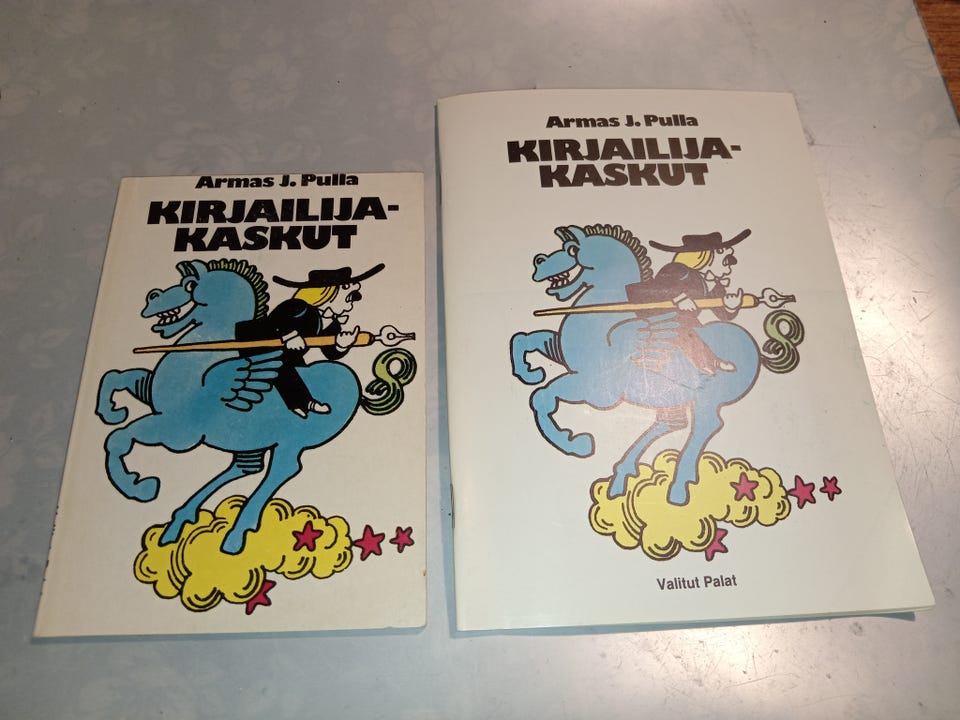 Armas J. Pulla
KIRJAILIJA-
KASKUT
Armas J. Pulla
KIRJAILIJA-
KASKUT
Valitut Palat